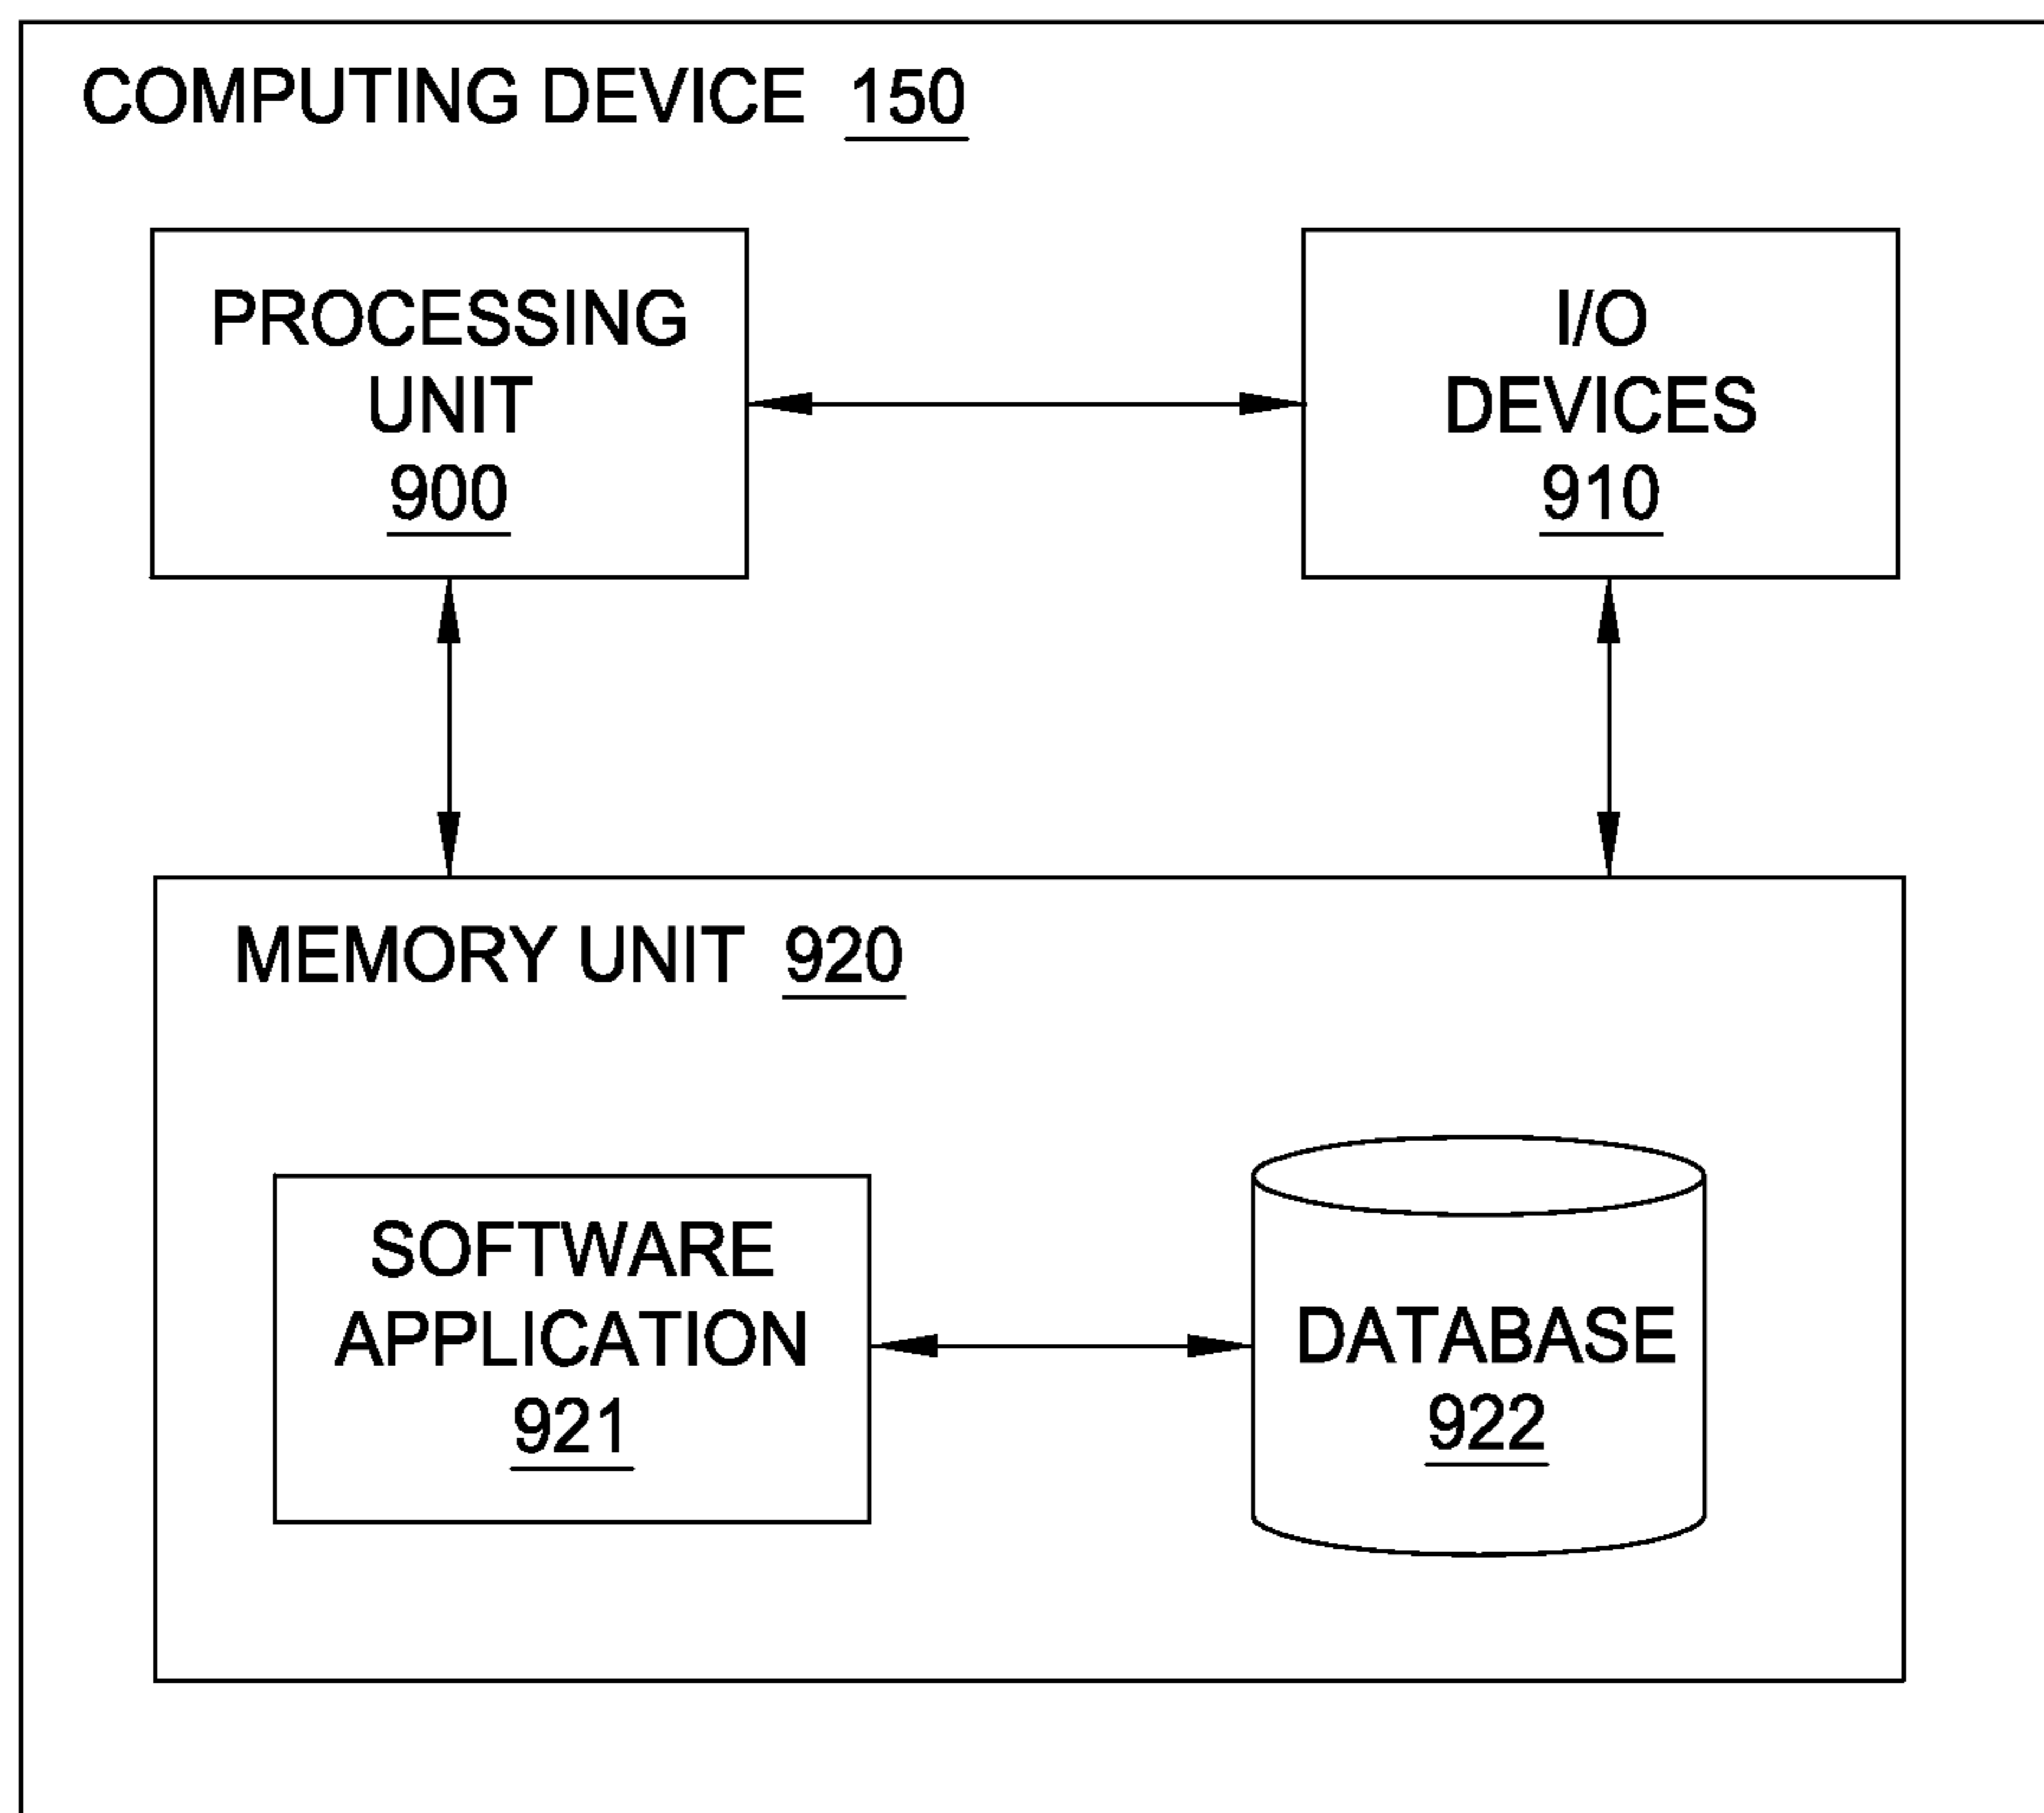 COMPUTING DEVICE 150
PROCESSING
UNIT
900
I/O
DEVICES
910
MEMORY UNIT 920
SOFTWARE
APPLICATION
921
DATABASE
922